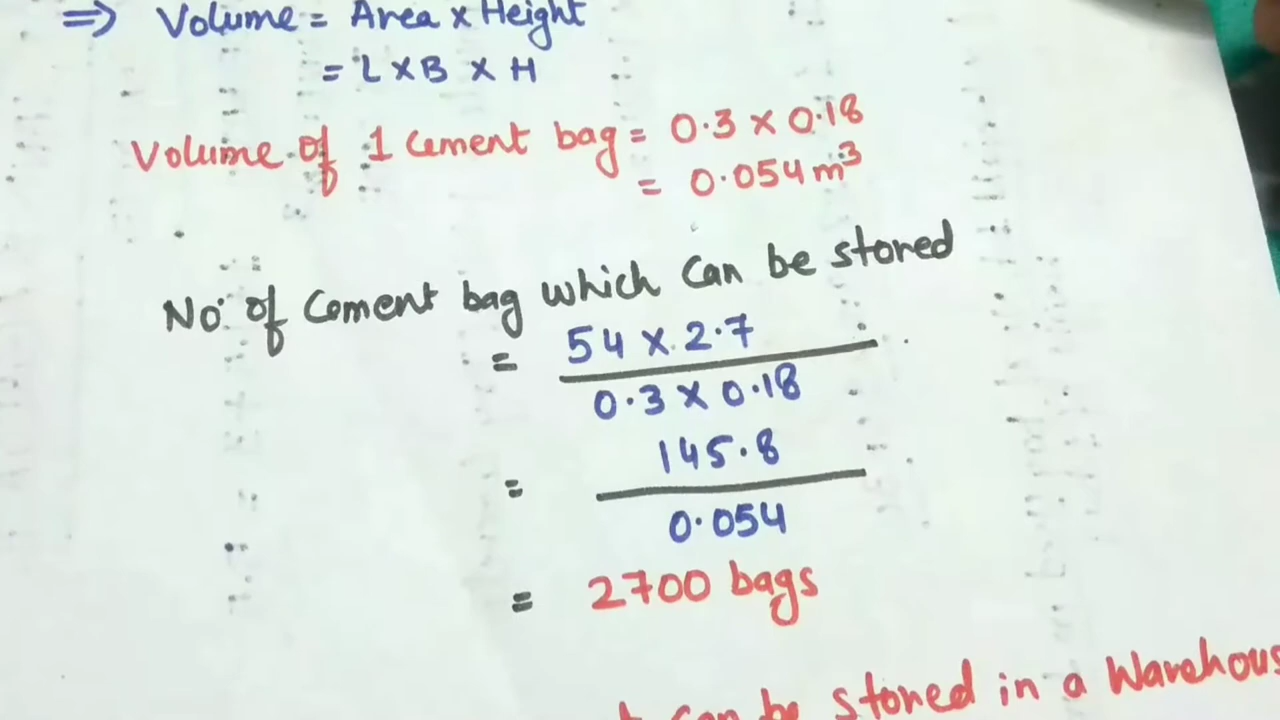 ⇒ Volume = Area x Height
= L x B x H
Volume of 1 Cement bag = 0.3 x 0.18
= 0.054 m³
No. of Cement bag which can be stored
= 54 x 2.7
0.3 x 0.18
= 145.8
0.054
= 2700 bags
can be stored in a Warehous